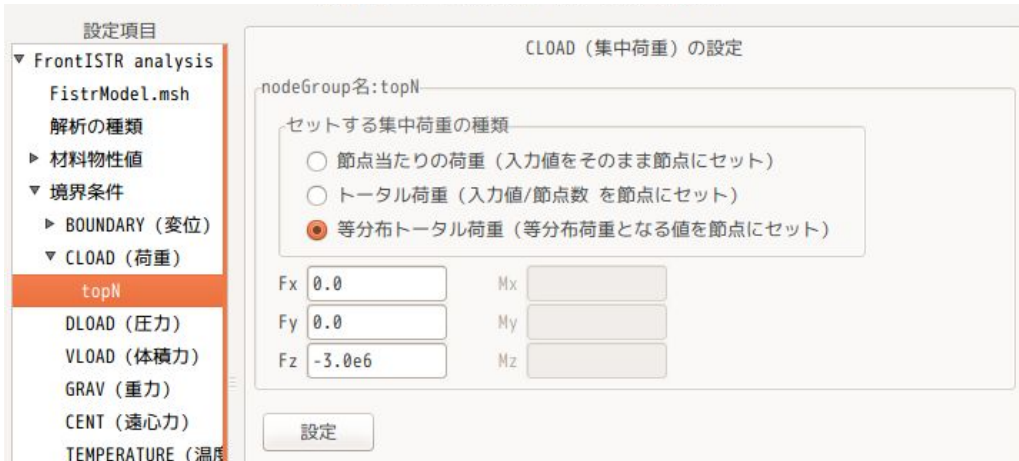 設定項目
▼ FrontISTR analysis
FistrModel.msh
解析の種類
▶ 材料物性値
▼ 境界条件
▶ BOUNDARY (変位)
▼ CLOAD (荷重)
topN
DLOAD (圧力)
VLOAD (体積力)
GRAV (重力)
CENT (遠心力)
TEMPERATURE (温度
CLOAD (集中荷重) の設定
nodeGroup名:topN
セットする集中荷重の種類
節点当たりの荷重 (入力値をそのまま節点にセット)
トータル荷重 (入力値/節点数 を節点にセット)
等分布トータル荷重 (等分布荷重となる値を節点にセット)
Fx 0.0 Mx
Fy 0.0 My
Fz -3.0e6 Mz
設定